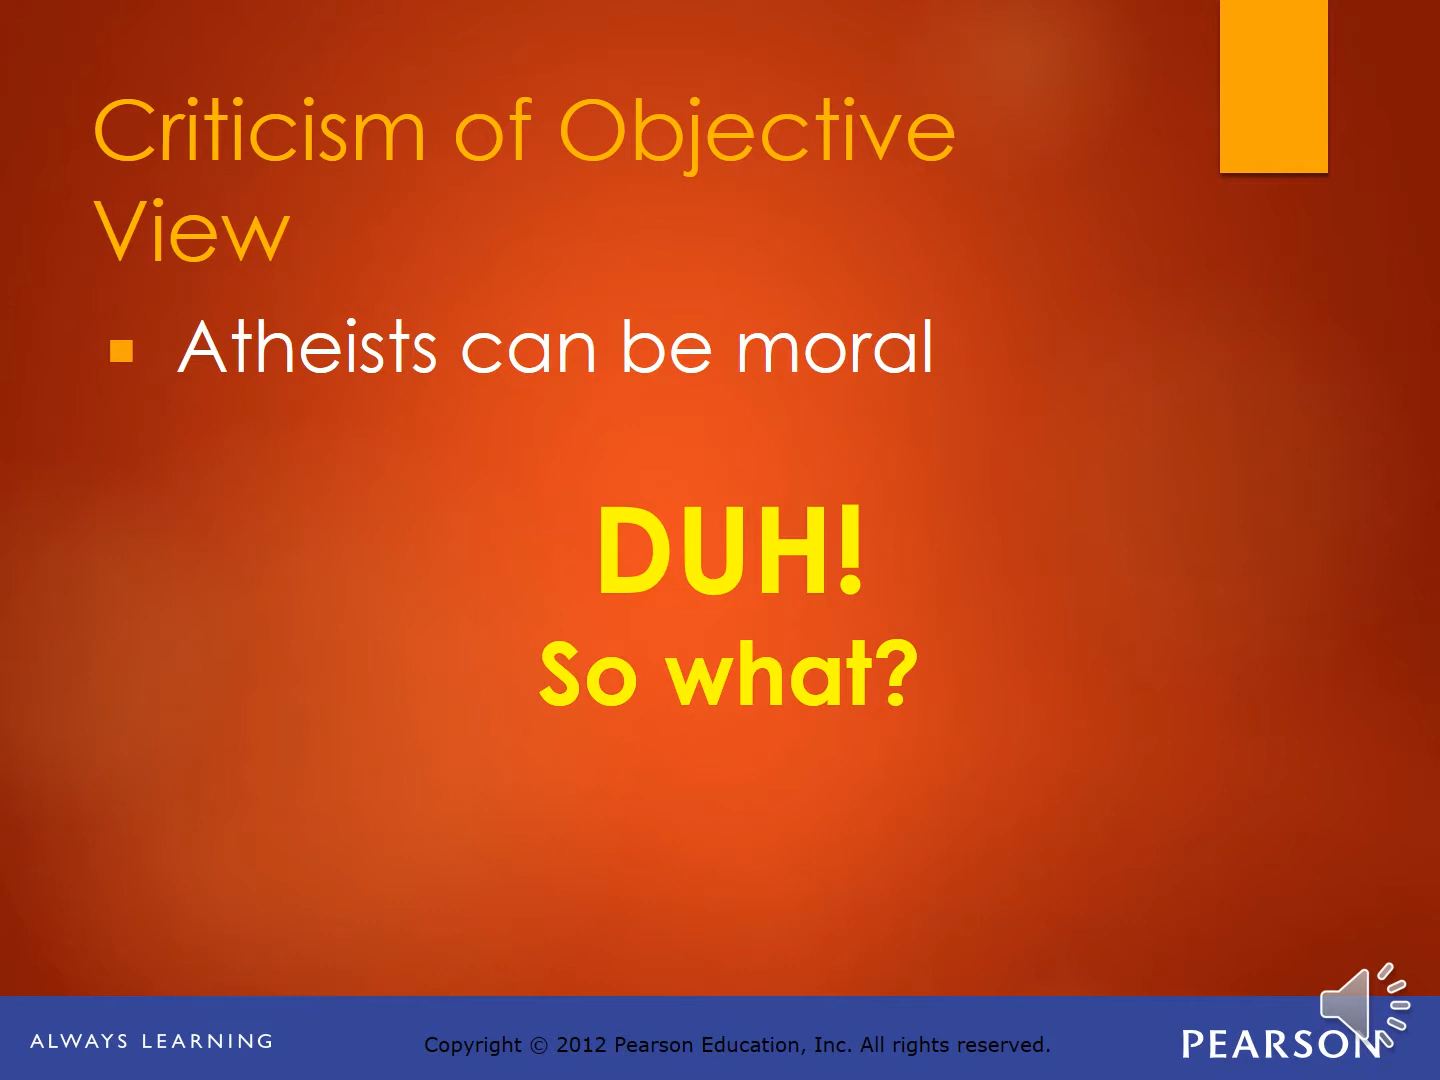 Criticism of Objective
View
Atheists can be moral
DUH!
So what?
ALWAYS LEARNING
Copyright © 2012 Pearson Education, Inc. All rights reserved.
PEARSON